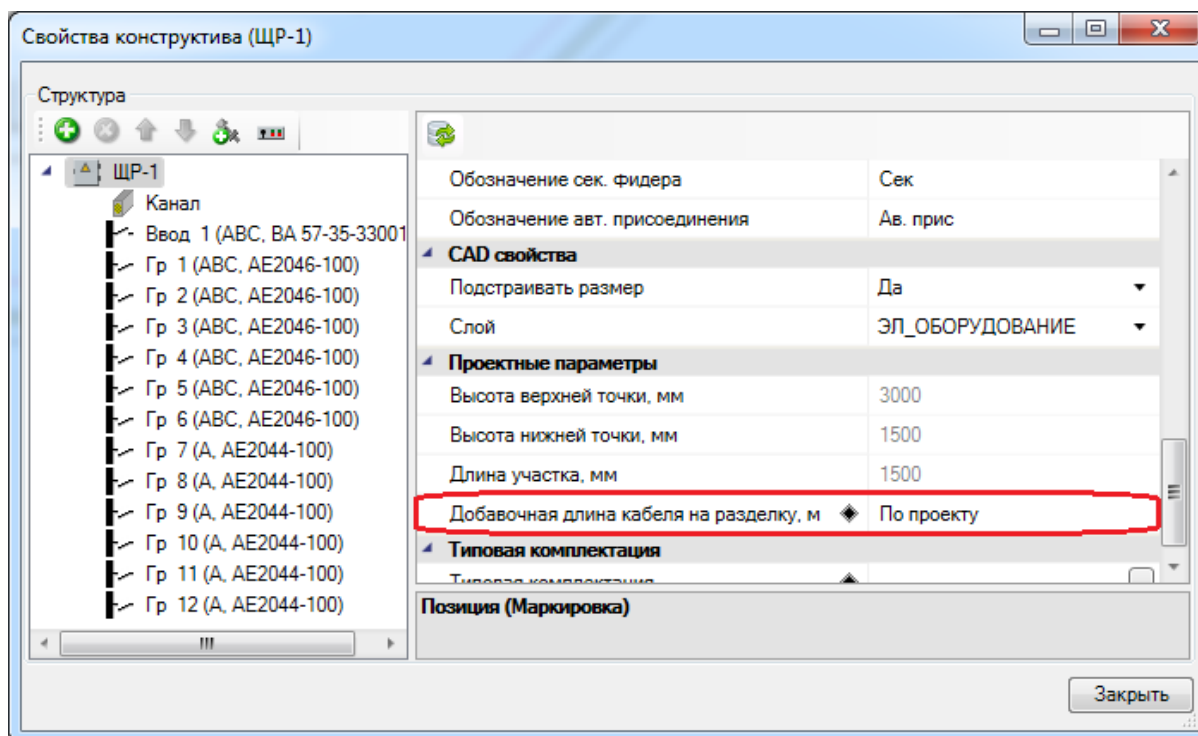 Свойства конструктива (ЩР-1)
Структура
ЩР-1
Канал
Ввод 1 (АВС, ВА 57-35-33001
Гр 1 (АВС, АЕ2046-100)
Гр 2 (АВС, АЕ2046-100)
Гр 3 (АВС, АЕ2046-100)
Гр 4 (АВС, АЕ2046-100)
Гр 5 (АВС, АЕ2046-100)
Гр 6 (АВС, АЕ2046-100)
Гр 7 (А, АЕ2044-100)
Гр 8 (А, АЕ2044-100)
Гр 9 (А, АЕ2044-100)
Гр 10 (А, АЕ2044-100)
Гр 11 (А, АЕ2044-100)
Гр 12 (А, АЕ2044-100)
Обозначение сек. фидера Сек
Обозначение авт. присоединения Ав. прис
CAD свойства
Подстраивать размер Да
Слой ЭЛ_ОБОРУДОВАНИЕ
Проектные параметры
Высота верхней точки, мм 3000
Высота нижней точки, мм 1500
Длина участка, мм 1500
Добавочная длина кабеля на разделку, м По проекту
Типовая комплектация
Типовая комплектация
Позиция (Маркировка)
Закрыть